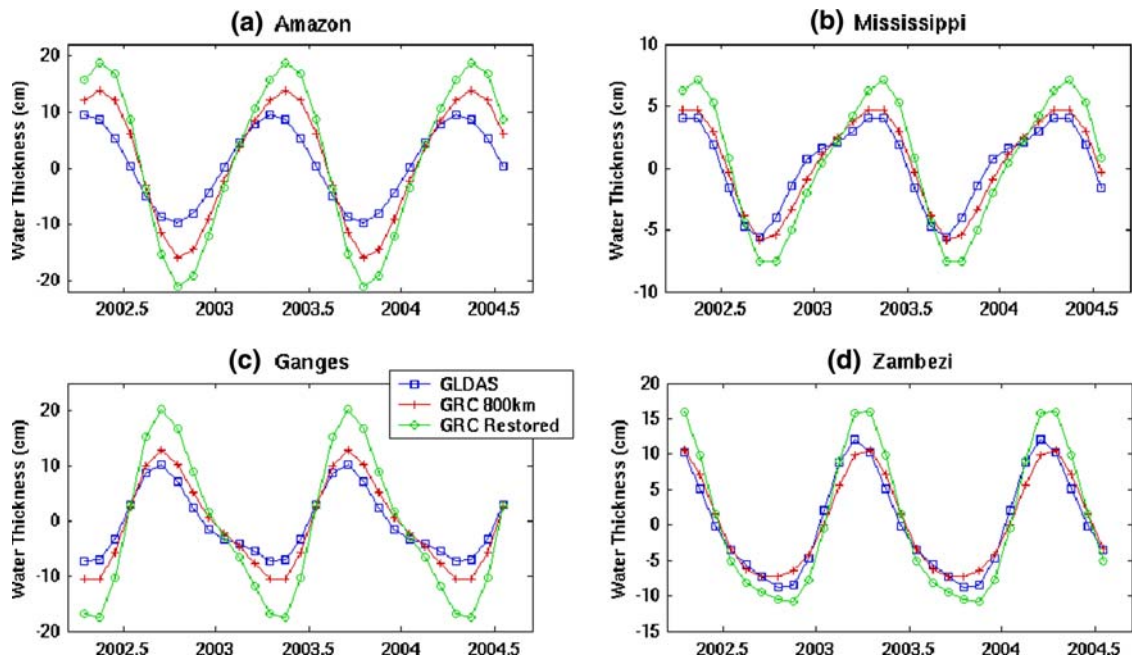 (a) Amazon
Water Thickness (cm)
20
10
0
-10
-20
2002.5 2003 2003.5 2004 2004.5
(b) Mississippi
Water Thickness (cm)
10
5
0
-5
-10
2002.5 2003 2003.5 2004 2004.5
(c) Ganges
Water Thickness (cm)
20
10
0
-10
-20
2002.5 2003 2003.5 2004 2004.5
GLDAS
GRC 800km
GRC Restored
(d) Zambezi
Water Thickness (cm)
20
15
10
5
0
-5
-10
-15
2002.5 2003 2003.5 2004 2004.5